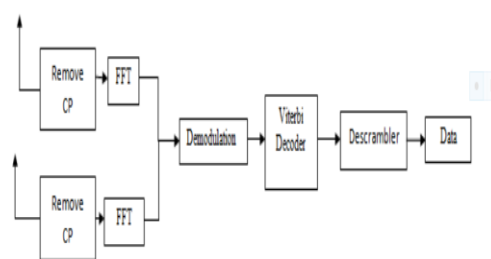 Remove
CP
FFT
Demodulation
Viterbi
Decoder
Descrambler
Data
Remove
CP
FFT